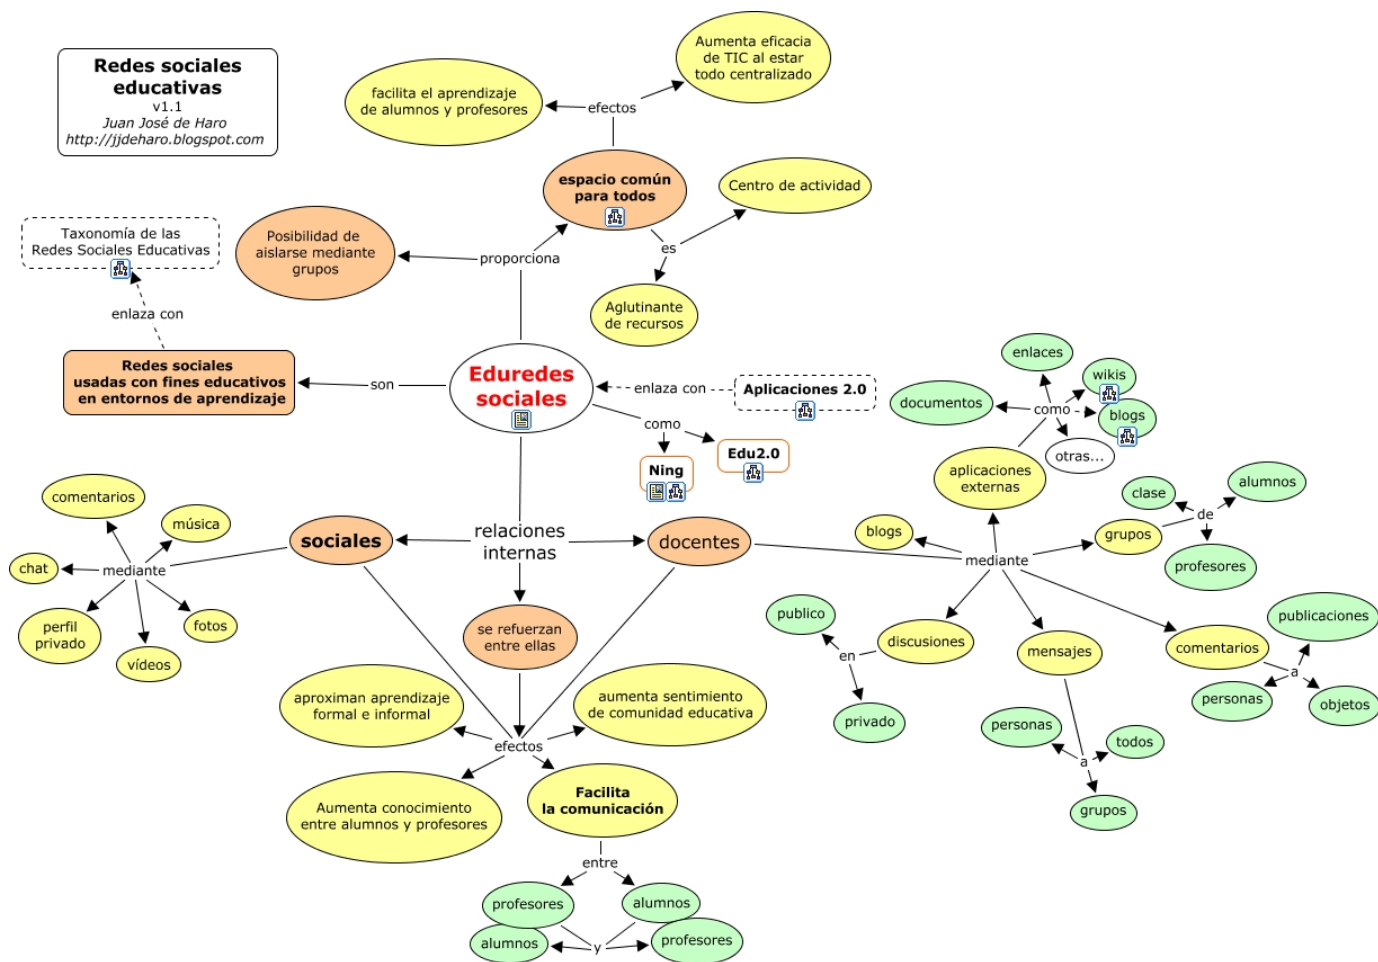 Redes sociales
educativas
v1.1
Juan José de Haro
http://jjdeharo.blogspot.com
Aumenta eficacia
de TIC al estar
todo centralizado
facilita el aprendizaje
de alumnos y profesores
efectos
espacio común
para todos
Centro de actividad
es
Aglutinante
de recursos
Posibilidad de
aislarse mediante
grupos
proporciona
Taxonomía de las
Redes Sociales Educativas
enlaza con
Redes sociales
usadas con fines educativos
en entornos de aprendizaje
son
Eduredes
sociales
enlaza con
Aplicaciones 2.0
como
Ning
Edu2.0
relaciones
internas
sociales
mediante
comentarios
música
chat
perfil
privado
vídeos
fotos
docentes
mediante
blogs
aplicaciones
externas
como
documentos
enlaces
wikis
blogs
otras...
grupos
de
clase
alumnos
profesores
discusiones
en
publico
privado
mensajes
a
personas
todos
grupos
comentarios
a
publicaciones
personas
objetos
se refuerzan
entre ellas
efectos
aproximan aprendizaje
formal e informal
aumenta sentimiento
de comunidad educativa
Aumenta conocimiento
entre alumnos y profesores
Facilita
la comunicación
entre
profesores
alumnos
y
alumnos
profesores